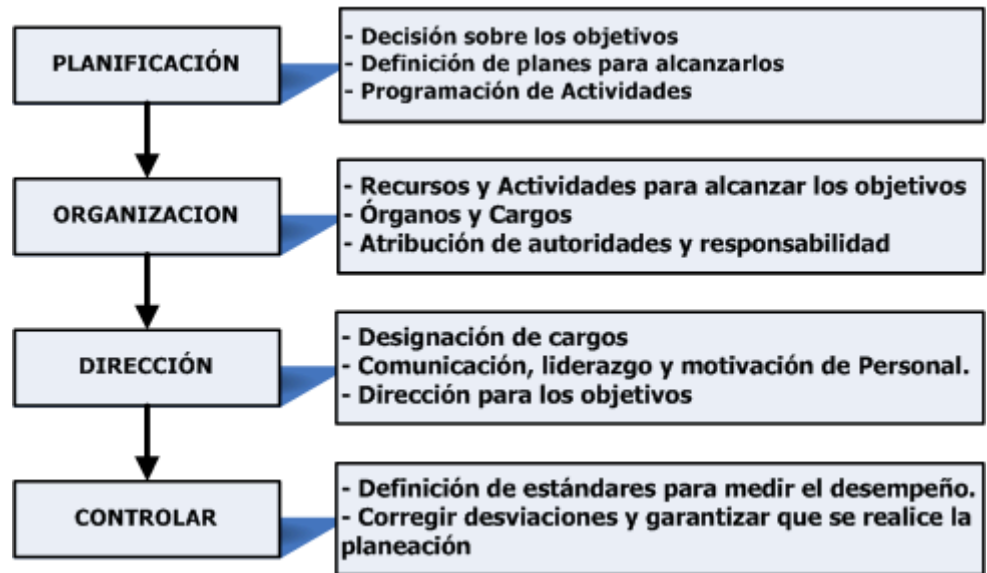 PLANIFICACIÓN
- Decisión sobre los objetivos
- Definición de planes para alcanzarlos
- Programación de Actividades
ORGANIZACION
- Recursos y Actividades para alcanzar los objetivos
- Órganos y Cargos
- Atribución de autoridades y responsabilidad
DIRECCIÓN
- Designación de cargos
- Comunicación, liderazgo y motivación de Personal.
- Dirección para los objetivos
CONTROLAR
- Definición de estándares para medir el desempeño.
- Corregir desviaciones y garantizar que se realice la
planeación